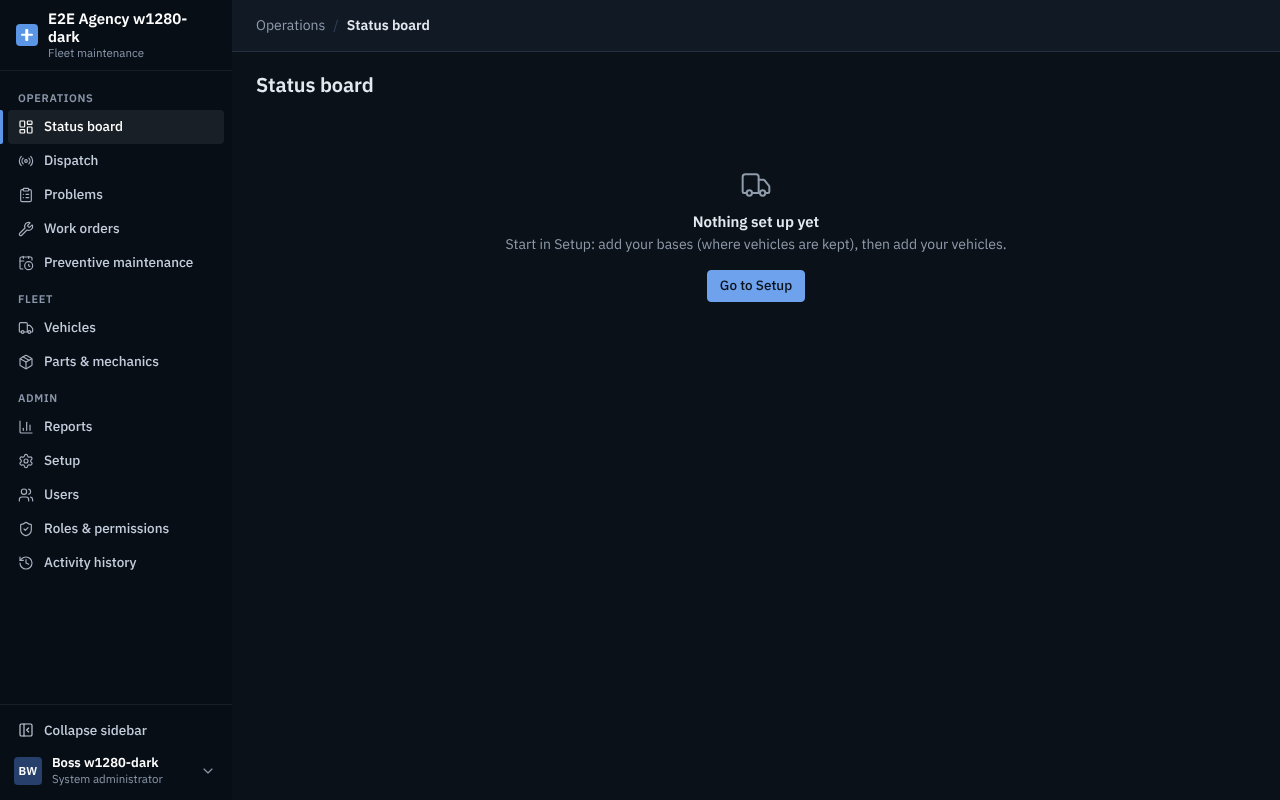 E2E Agency w1280-
dark
Fleet maintenance
OPERATIONS
Status board
Dispatch
Problems
Work orders
Preventive maintenance
FLEET
Vehicles
Parts & mechanics
ADMIN
Reports
Setup
Users
Roles & permissions
Activity history
Collapse sidebar
BW
Boss w1280-dark
System administrator
Operations / Status board
Status board
Nothing set up yet
Start in Setup: add your bases (where vehicles are kept), then add your vehicles.
Go to Setup